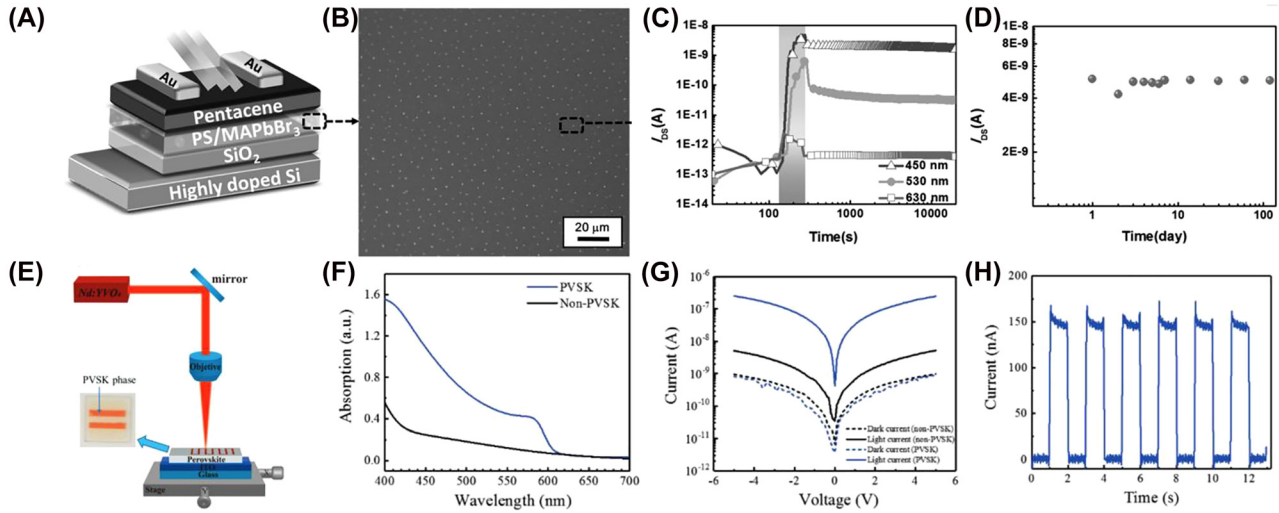 (A)
Au
Au
Pentacene
PS/MAPbBr3
SiO2
Highly doped Si
(B)
20 μm
(C)
1E-8
1E-9
1E-10
1E-11
1E-12
1E-13
1E-14
IDS(A)
450 nm
530 nm
630 nm
100 1000 10000
Time(s)
(D)
1E-8
8E-9
6E-9
4E-9
2E-9
IDS(A)
1 10 100
Time(day)
(E)
Nd:YVO4
mirror
Objetive
PVSK phase
Perovskite
ITO
Glass
Stage
(F)
1.6
1.2
0.8
0.4
0.0
Absorption (a.u.)
PVSK
Non-PVSK
400 450 500 550 600 650 700
Wavelength (nm)
(G)
10-6
10-7
10-8
10-9
10-10
10-11
10-12
Current (A)
Dark current (non-PVSK)
Light current (non-PVSK)
Dark current (PVSK)
Light current (PVSK)
-6 -4 -2 0 2 4 6
Voltage (V)
(H)
200
150
100
50
0
Current (nA)
0 2 4 6 8 10 12
Time (s)